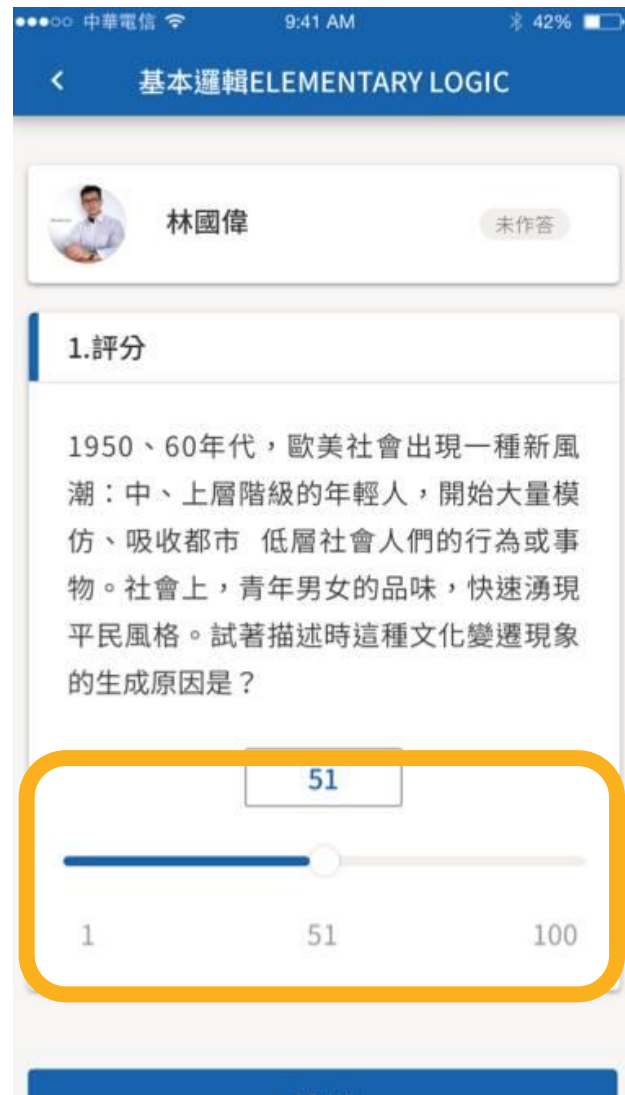 中華電信 9:41 AM 42%
基本邏輯ELEMENTARY LOGIC
林國偉 未作答
1.評分
1950、60年代，歐美社會出現一種新風
潮：中、上層階級的年輕人，開始大量模
仿、吸收都市 低層社會人們的行為或事
物。社會上，青年男女的品味，快速湧現
平民風格。試著描述時這種文化變遷現象
的生成原因是？
51
1 51 100